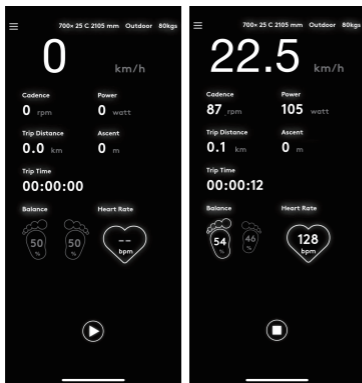 700× 25 C 2105 mm Outdoor 80kgs
0 km/h
Cadence Power
0 rpm 0 watt
Trip Distance Ascent
0.0 km 0 m
Trip Time
00:00:00
Balance Heart Rate
50 % 50 % -- bpm
700× 25 C 2105 mm Outdoor 80kgs
22.5 km/h
Cadence Power
87 rpm 105 watt
Trip Distance Ascent
0.1 km 0 m
Trip Time
00:00:12
Balance Heart Rate
54 % 46 % 128 bpm